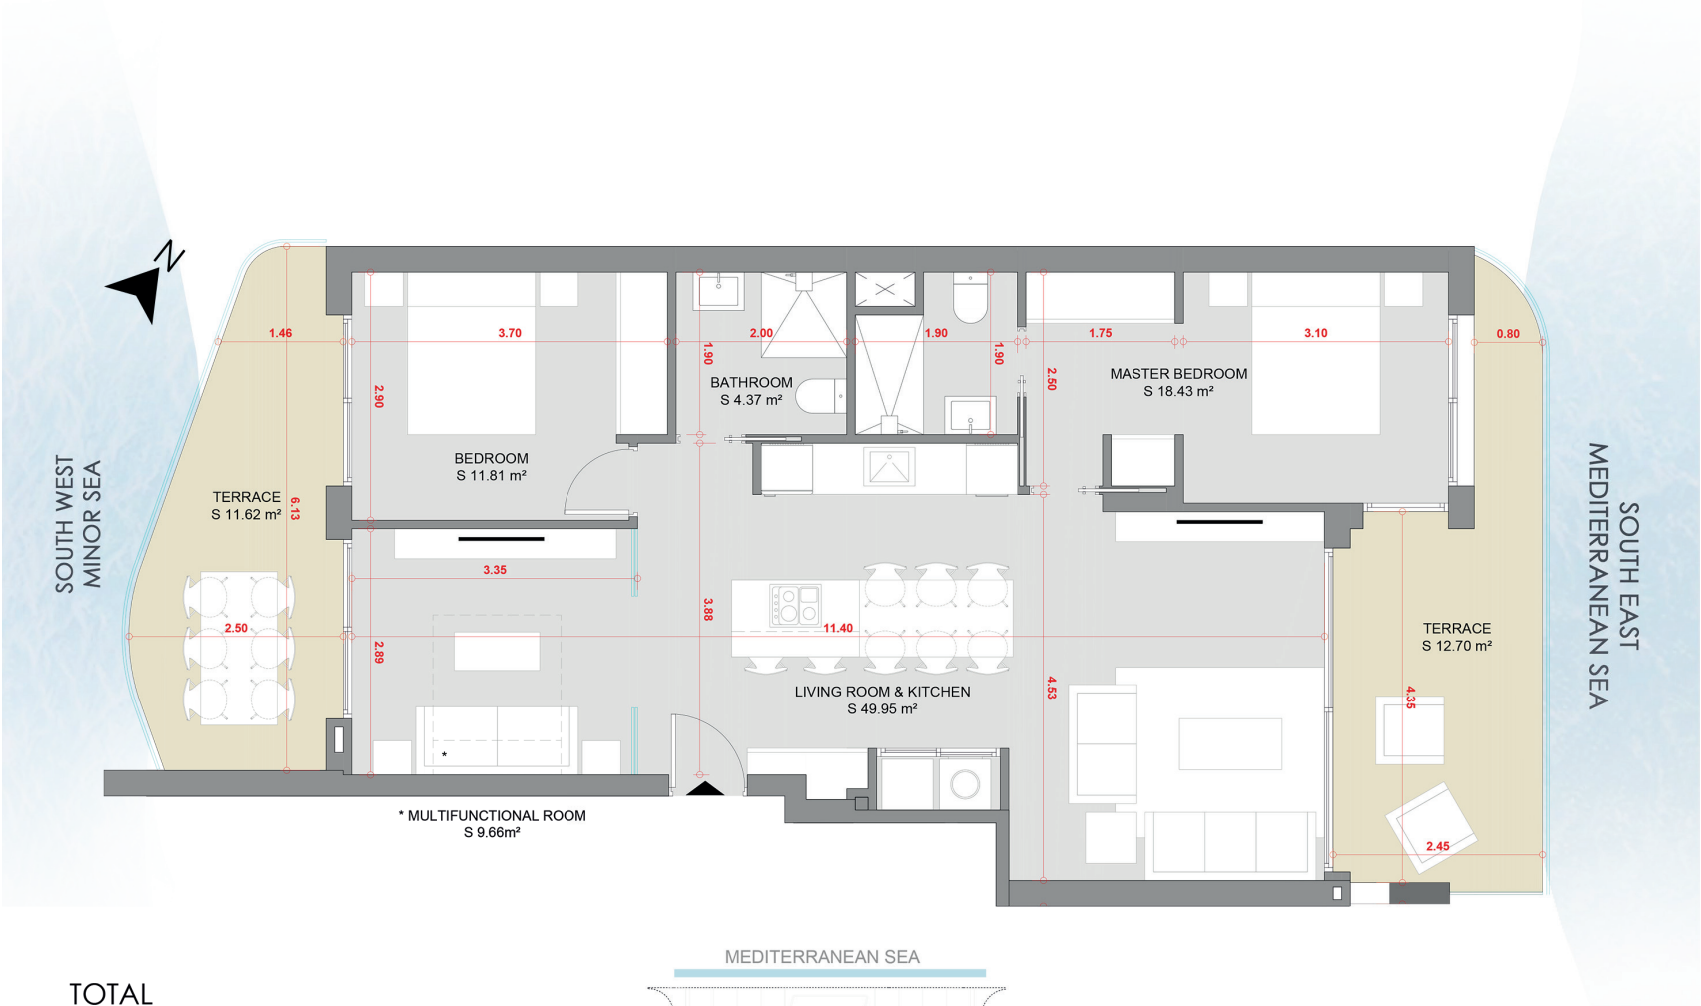 N
1.46
3.70
2.00
1.90
1.75
3.10
0.80
1.90
1.90
2.50
2.90
BATHROOM
S 4.37 m²
MASTER BEDROOM
S 18.43 m²
BEDROOM
S 11.81 m²
TERRACE
S 11.62 m²
6.13
SOUTH WEST
MINOR SEA
SOUTH EAST
MEDITERRANEAN SEA
3.35
3.88
2.50
11.40
2.89
TERRACE
S 12.70 m²
4.53
4.35
LIVING ROOM & KITCHEN
S 49.95 m²
*
* MULTIFUNCTIONAL ROOM
S 9.66m²
2.45
MEDITERRANEAN SEA
TOTAL